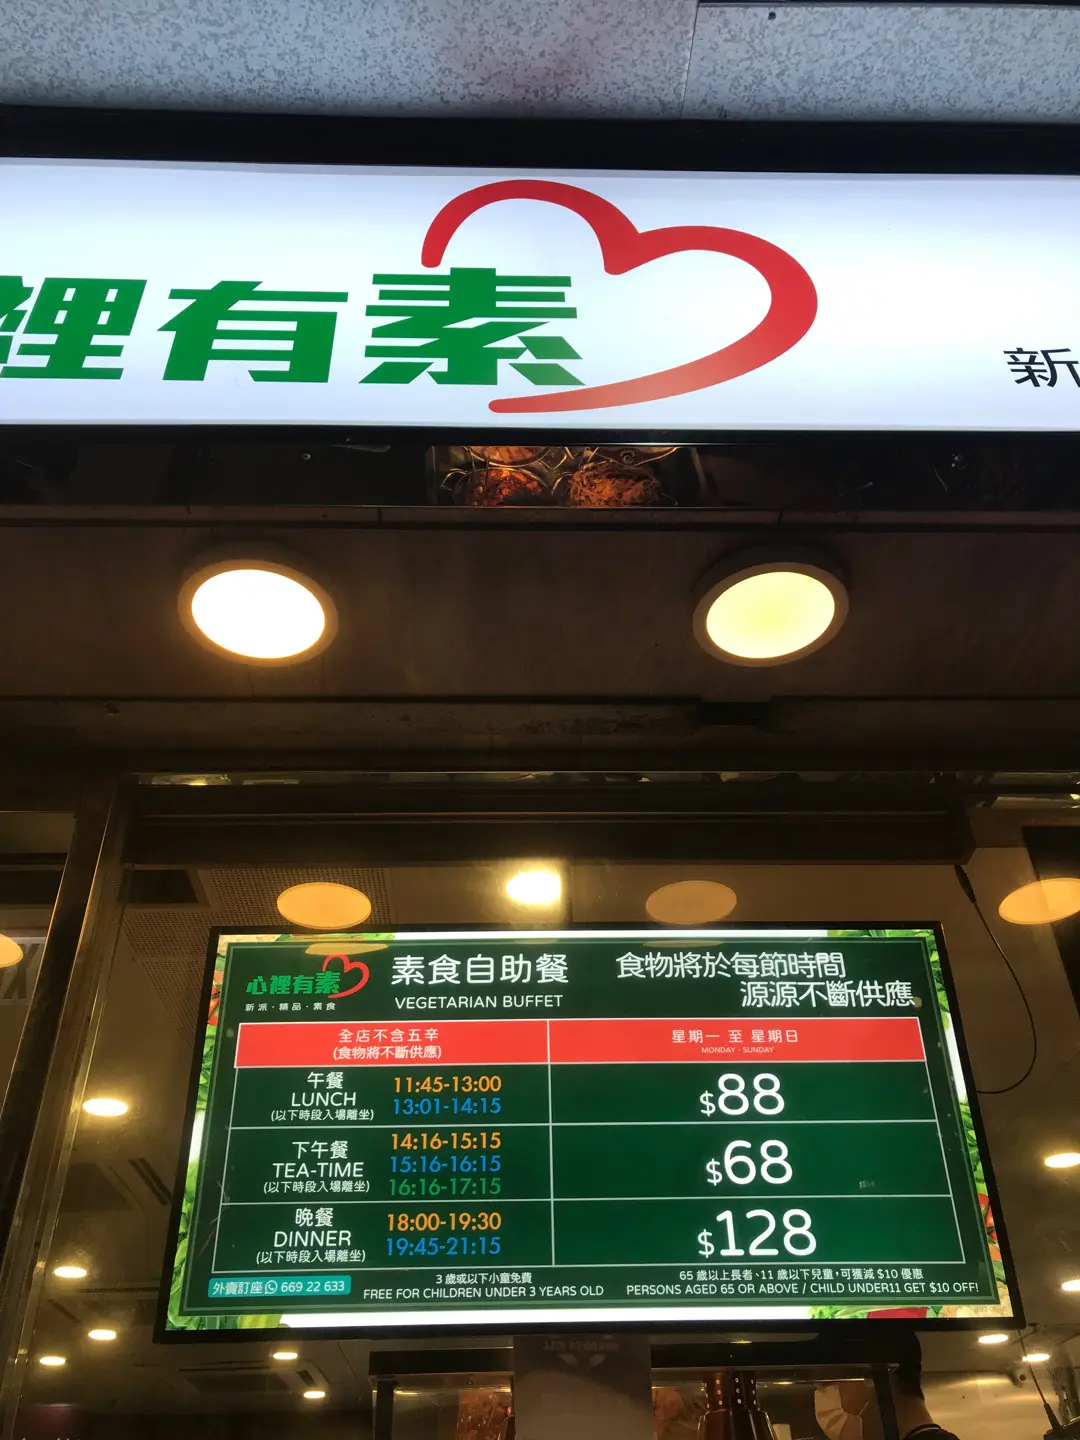 裡有素
新
心裡有素
新派·精品·素食
素食自助餐
VEGETARIAN BUFFET
食物將於每節時間
源源不斷供應
全店不含五辛
(食物將不斷供應)
星期一 至 星期日
MONDAY - SUNDAY
午餐
LUNCH
(以下時段入場離坐)
11:45-13:00
13:01-14:15
$88
下午餐
TEA-TIME
(以下時段入場離坐)
14:16-15:15
15:16-16:15
16:16-17:15
$68
晚餐
DINNER
(以下時段入場離坐)
18:00-19:30
19:45-21:15
$128
外賣訂座 669 22 633
3 歲或以下小童免費
FREE FOR CHILDREN UNDER 3 YEARS OLD
65 歲以上長者、11 歲以下兒童，可獲減 $10 優惠
PERSONS AGED 65 OR ABOVE / CHILD UNDER11 GET $10 OFF!